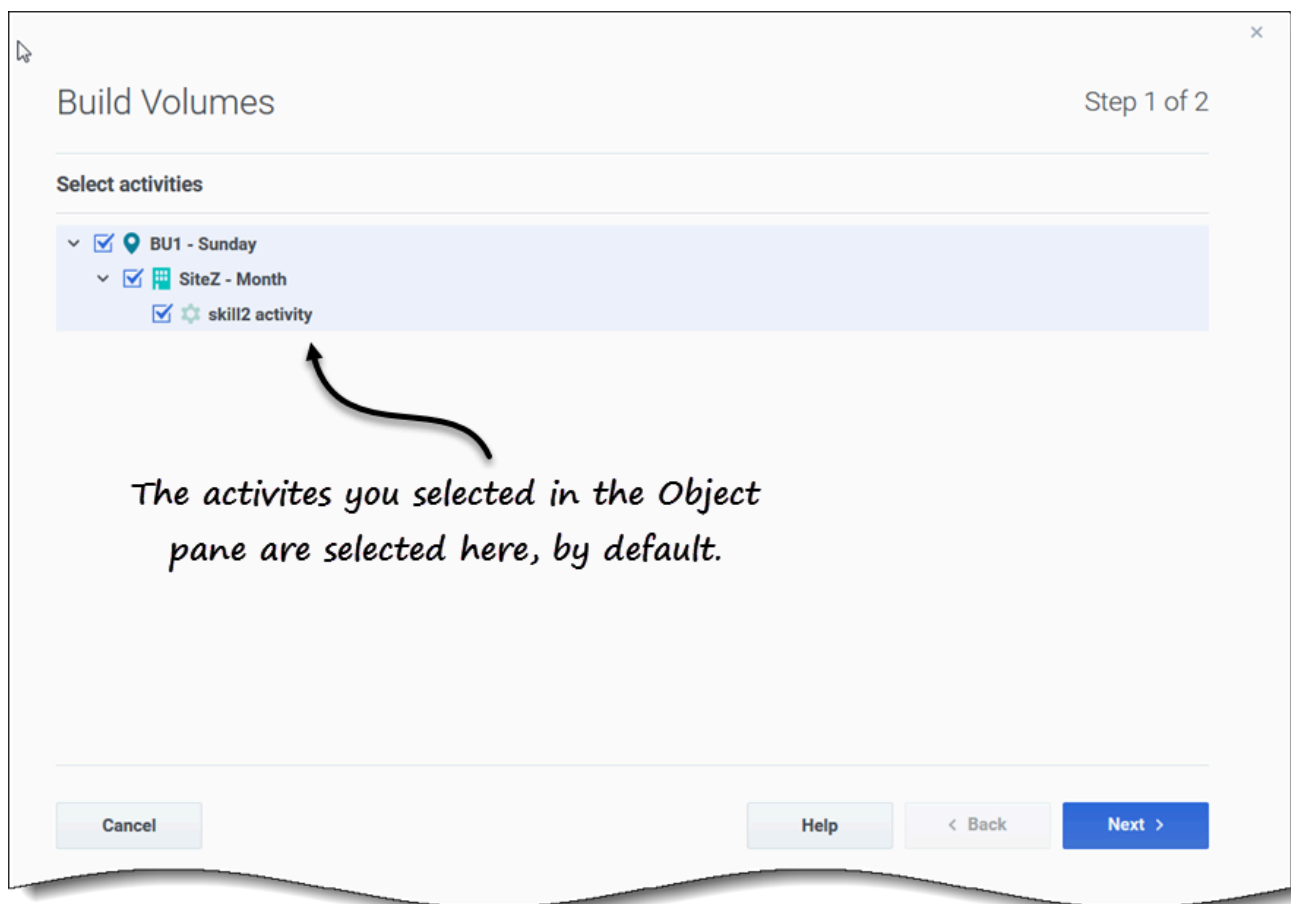 ×
Build Volumes
Step 1 of 2
Select activities
BU1 - Sunday
SiteZ - Month
skill2 activity
The activites you selected in the Object
pane are selected here, by default.
Cancel
Help
< Back
Next >